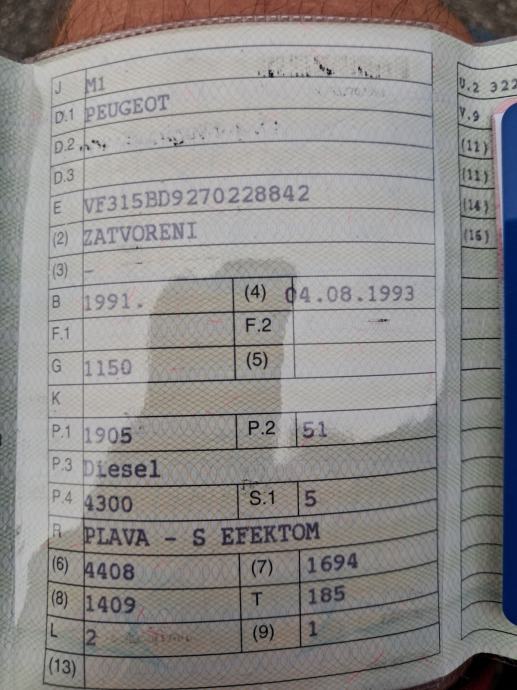 J M1
D.1 PEUGEOT
D.2
D.3
E VF315BD9270228842
(2) ZATVORENI
(3) -
B 1991. (4) 04.08.1993
F.1 F.2
G 1150 (5)
K
P.1 1905 P.2 51
P.3 Diesel
P.4 4300 S.1 5
R PLAVA - S EFEKTOM
(6) 4408 (7) 1694
(8) 1409 T 185
L 2 (9) 1
(13)
U.2 322
V.9
(11)
(11)
(14)
(15)